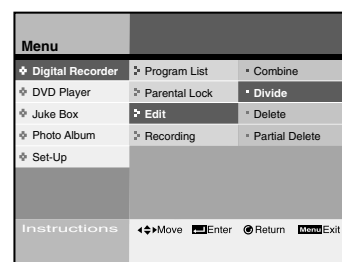 Menu
Digital Recorder
DVD Player
Juke Box
Photo Album
Set-Up
Program List
Parental Lock
Edit
Recording
Combine
Divide
Delete
Partial Delete
Instructions
Move Enter Return Menu Exit